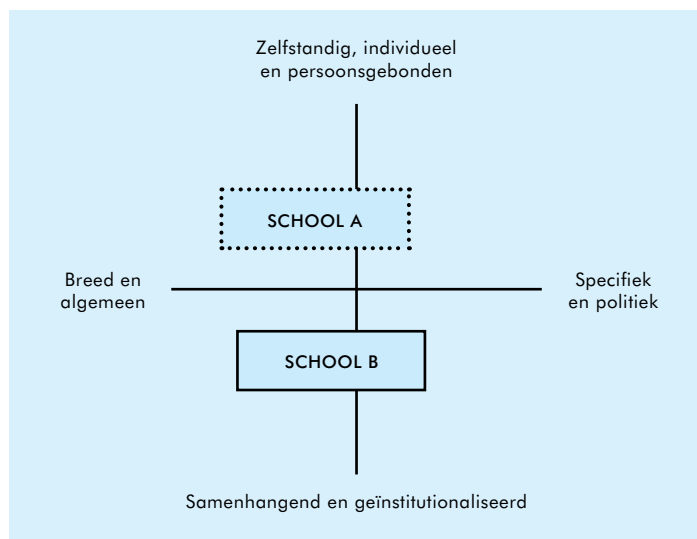 Zelfstandig, individueel
en persoonsgebonden
SCHOOL A
Breed en
algemeen
Specifiek
en politiek
SCHOOL B
Samenhangend en geïnstitutionaliseerd